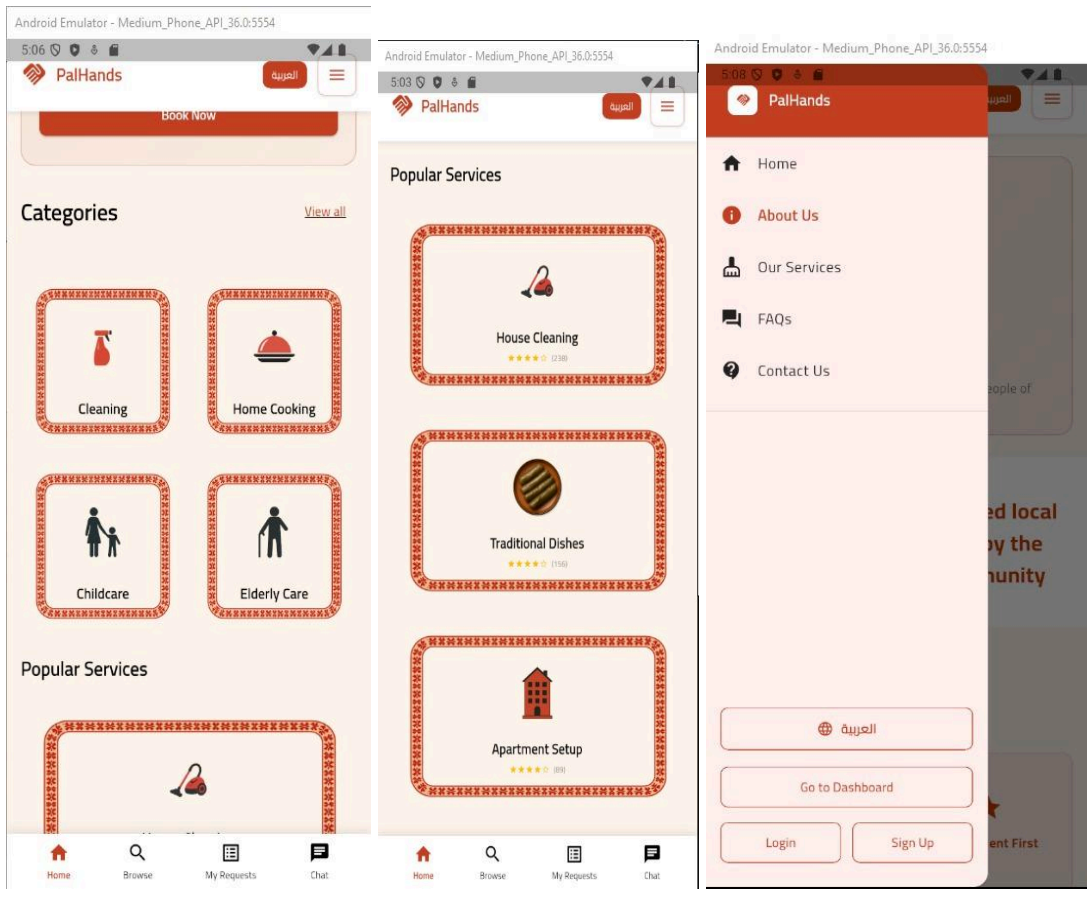 Android Emulator - Medium_Phone_API_36.0:5554
5:06
PalHands
العربية
Book Now
Categories
View all
Cleaning
Home Cooking
Childcare
Elderly Care
Popular Services
Home
Browse
My Requests
Chat
Android Emulator - Medium_Phone_API_36.0:5554
5:03
PalHands
العربية
Popular Services
House Cleaning
(238)
Traditional Dishes
(156)
Apartment Setup
(89)
Home
Browse
My Requests
Chat
Android Emulator - Medium_Phone_API_36.0:5554
5:08
PalHands
العربية
Home
About Us
Our Services
FAQs
Contact Us
eople of
ed local
by the
nunity
العربية
Go to Dashboard
Login
Sign Up
ent First